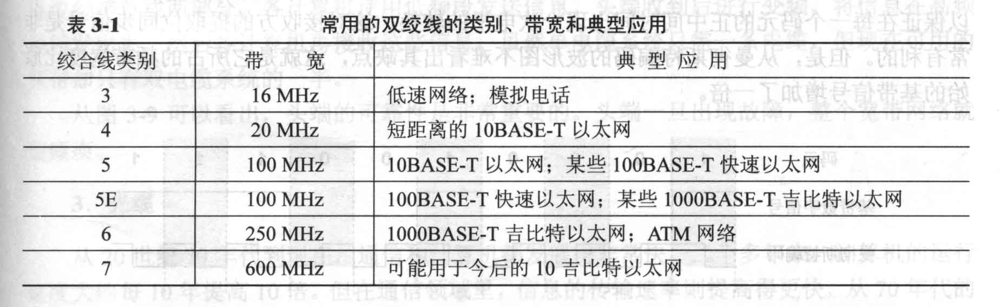 表 3-1 常用的双绞线的类别、带宽和典型应用
绞合线类别 带 宽 典 型 应 用
3 16 MHz 低速网络；模拟电话
4 20 MHz 短距离的 10BASE-T 以太网
5 100 MHz 10BASE-T 以太网；某些 100BASE-T 快速以太网
5E 100 MHz 100BASE-T 快速以太网；某些 1000BASE-T 吉比特以太网
6 250 MHz 1000BASE-T 吉比特以太网；ATM 网络
7 600 MHz 可能用于今后的 10 吉比特以太网